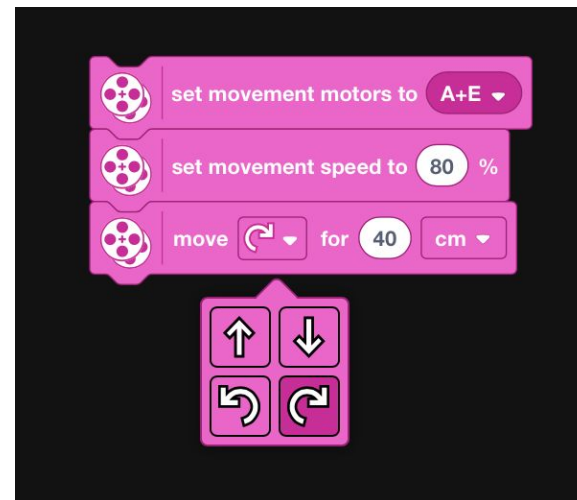 set movement motors to A+E
set movement speed to 80 %
move for 40 cm